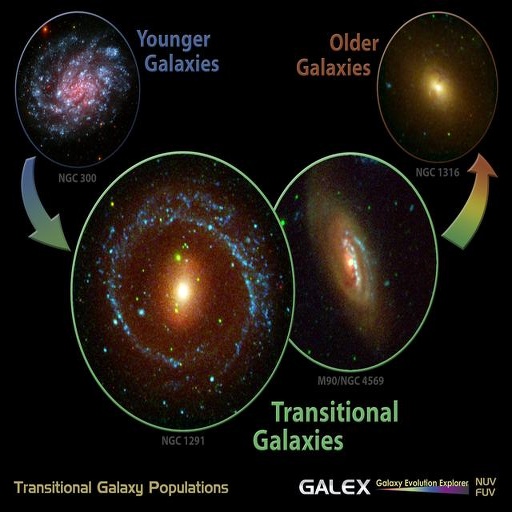 Younger
Galaxies
Older
Galaxies
NGC 300
NGC 1316
M90/NGC 4569
NGC 1291
Transitional
Galaxies
Transitional Galaxy Populations
GALEX Galaxy Evolution Explorer NUV
FUV